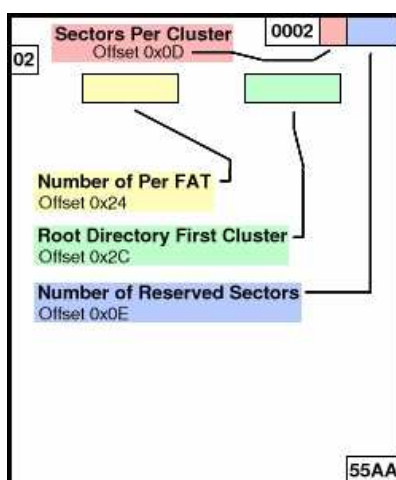 Sectors Per Cluster
Offset 0x0D
0002
02
Number of Per FAT
Offset 0x24
Root Directory First Cluster
Offset 0x2C
Number of Reserved Sectors
Offset 0x0E
55AA